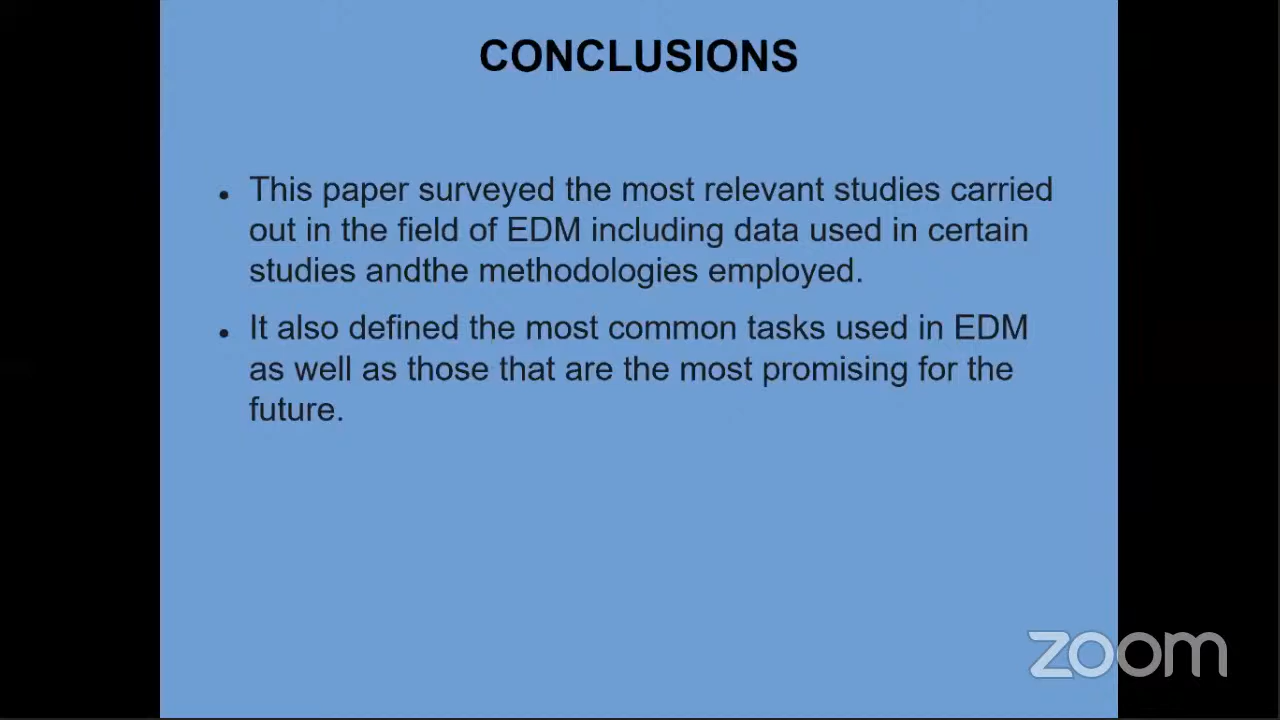 CONCLUSIONS
• This paper surveyed the most relevant studies carried
out in the field of EDM including data used in certain
studies andthe methodologies employed.
• It also defined the most common tasks used in EDM
as well as those that are the most promising for the
future.
zoom